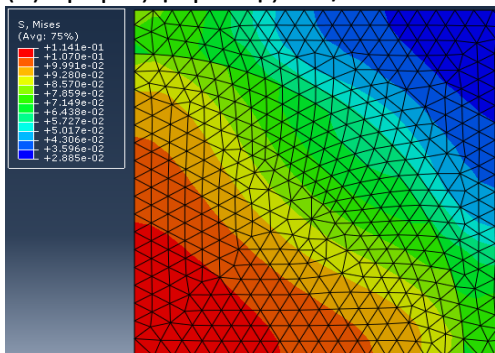 S, Mises
(Avg: 75%)
+1.141e-01
+1.070e-01
+9.991e-02
+9.280e-02
+8.570e-02
+7.859e-02
+7.149e-02
+6.438e-02
+5.727e-02
+5.017e-02
+4.306e-02
+3.596e-02
+2.885e-02